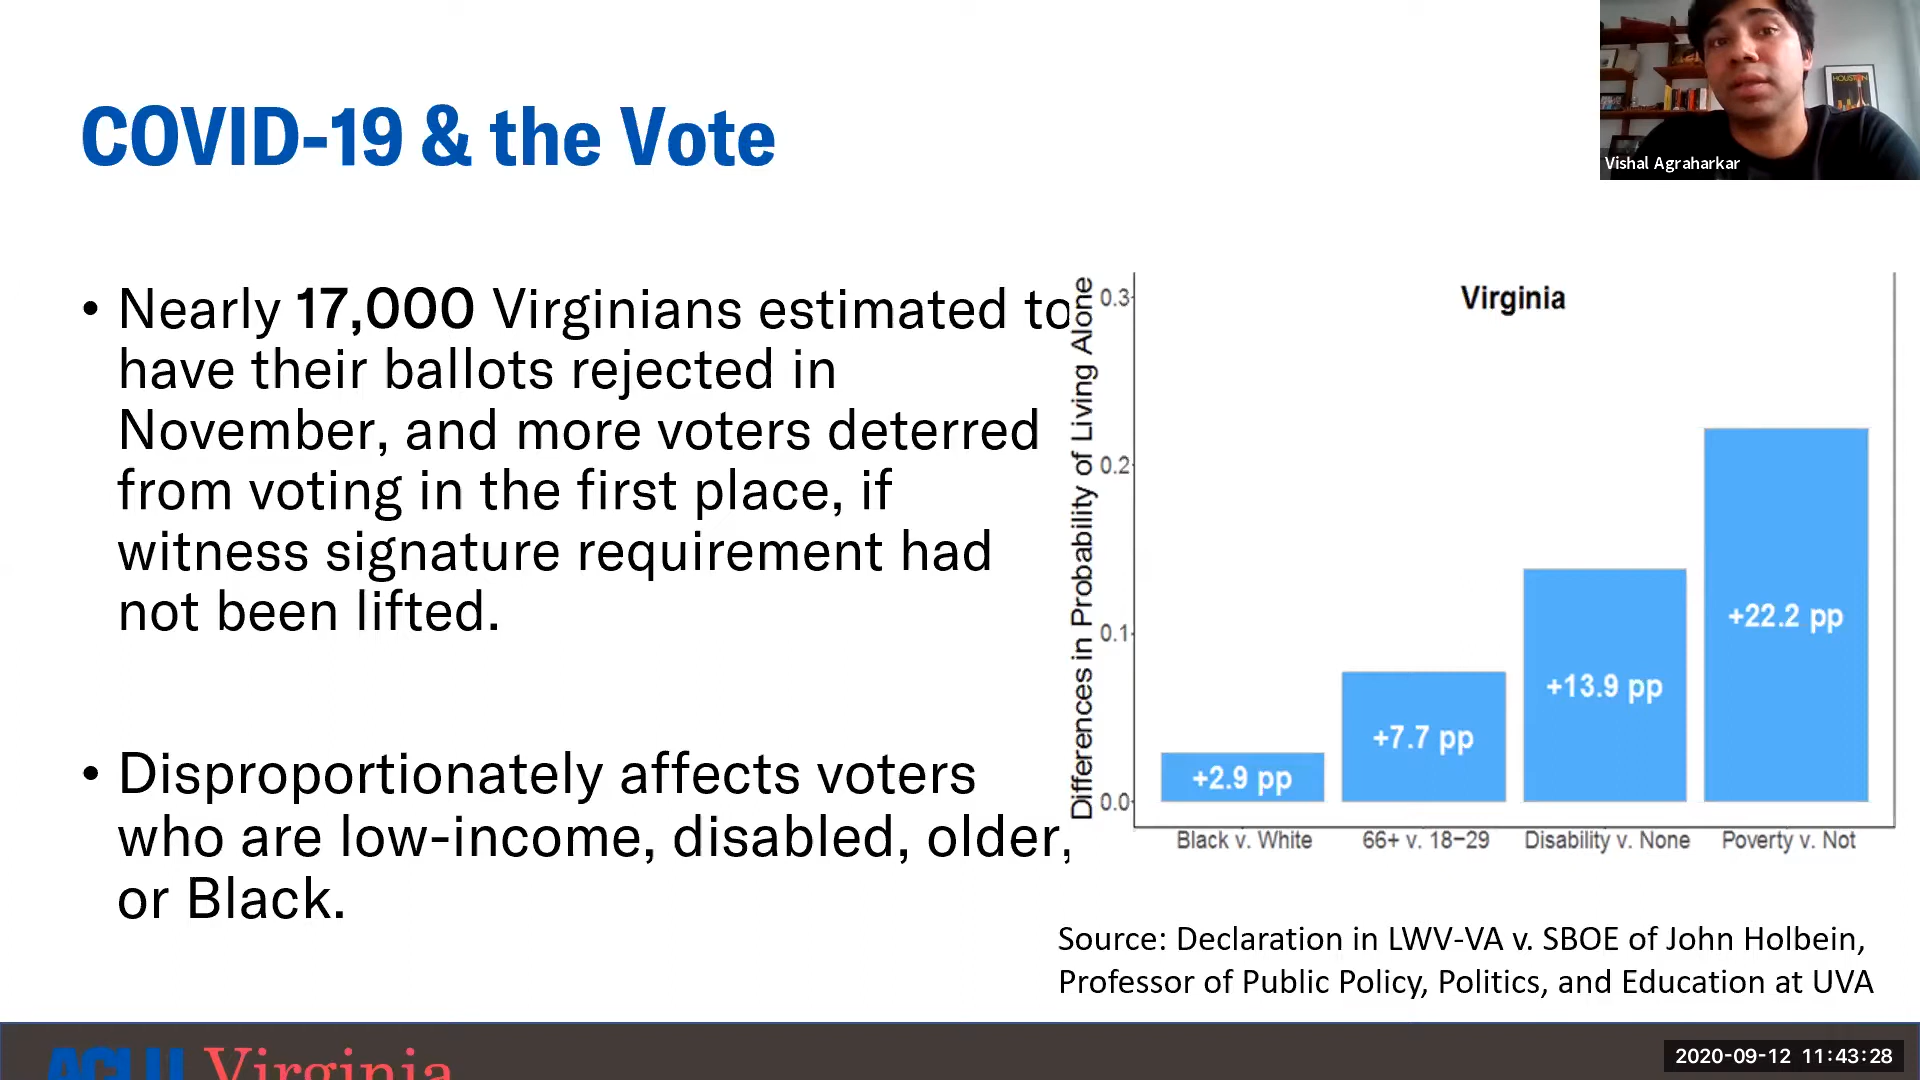 COVID-19 & the Vote
Vishal Agraharkar
HOUSTON
• Nearly 17,000 Virginians estimated to
have their ballots rejected in
November, and more voters deterred
from voting in the first place, if
witness signature requirement had
not been lifted.
• Disproportionately affects voters
who are low-income, disabled, older,
or Black.
Virginia
Differences in Probability of Living Alone
0.3
0.2
0.1
0.0
+2.9 pp
+7.7 pp
+13.9 pp
+22.2 pp
Black v. White
66+ v. 18−29
Disability v. None
Poverty v. Not
Source: Declaration in LWV-VA v. SBOE of John Holbein,
Professor of Public Policy, Politics, and Education at UVA
ACLU Virginia
2020-09-12 11:43:28